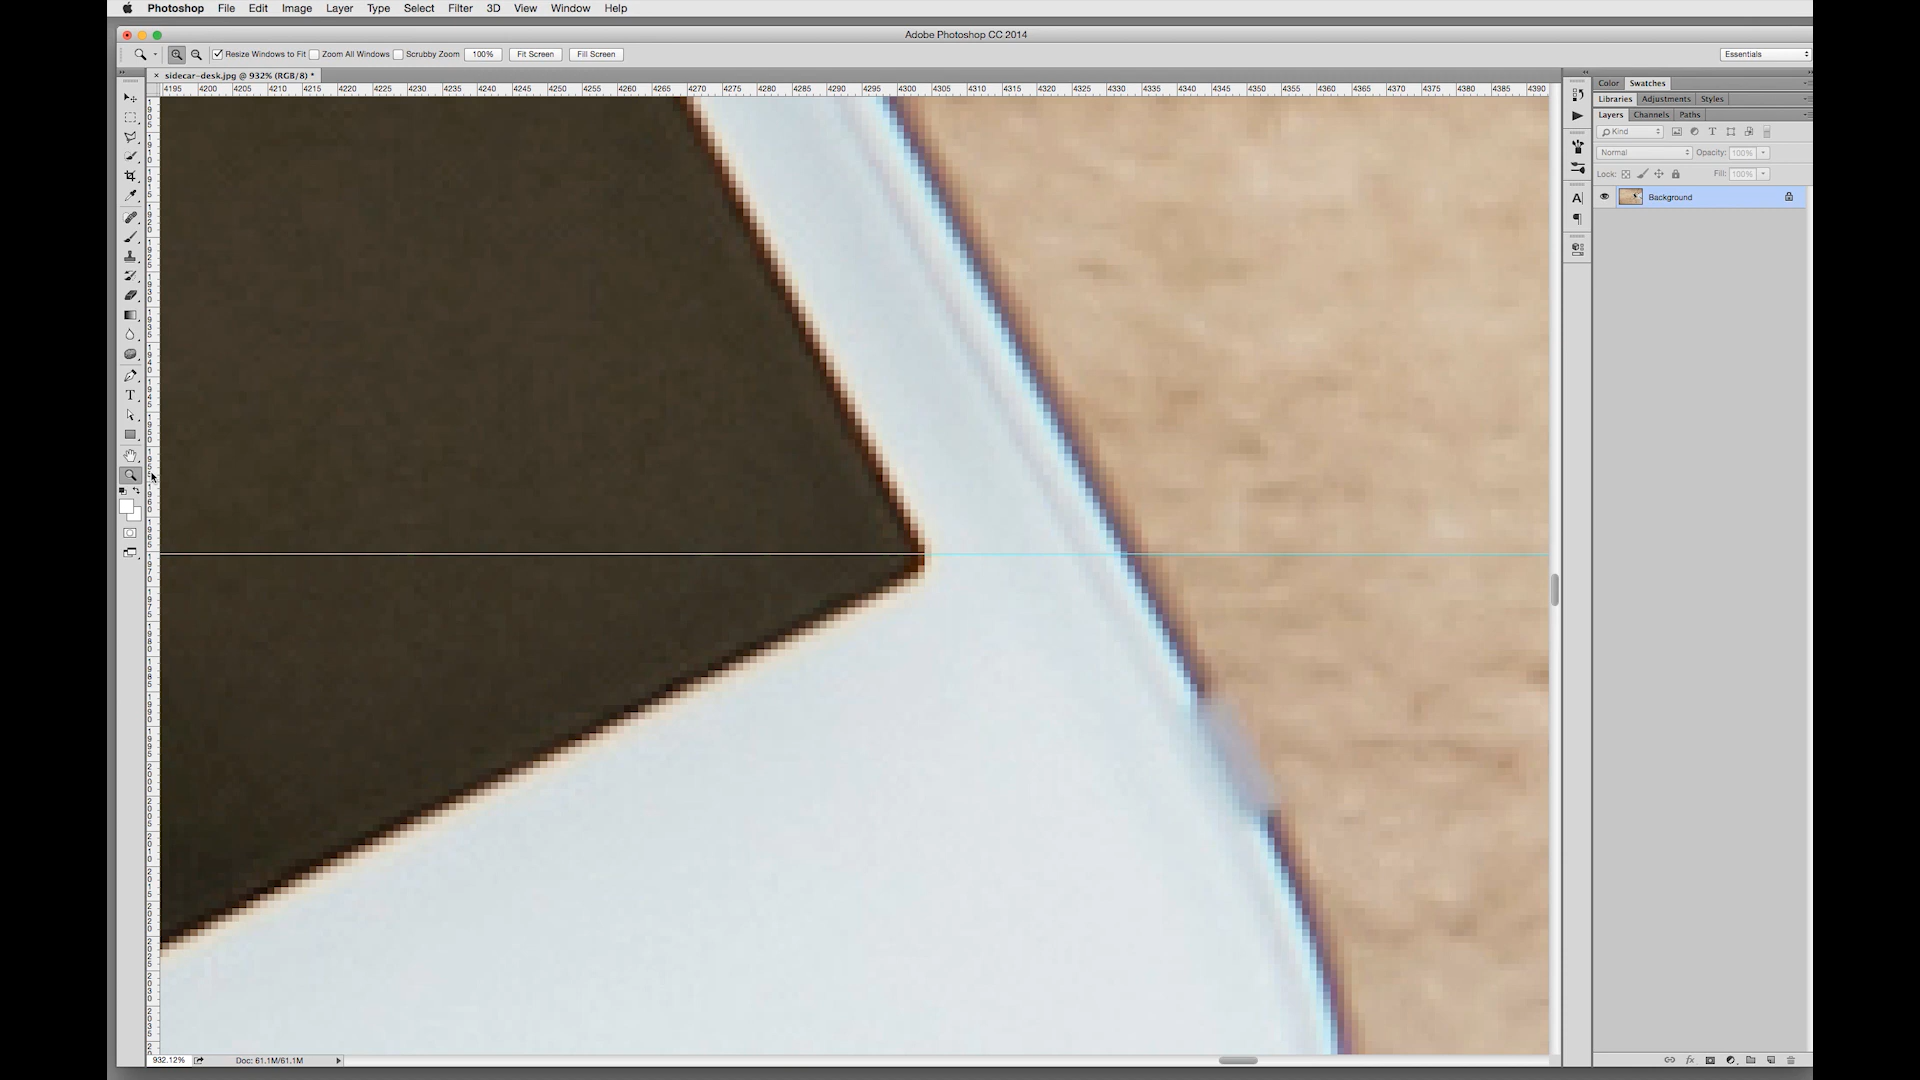 Photoshop File Edit Image Layer Type Select Filter 3D View Window Help
Adobe Photoshop CC 2014
Resize Windows to Fit Zoom All Windows Scrubby Zoom 100% Fit Screen Fill Screen Essentials
× sidecar-desk.jpg @ 932% (RGB/8) *
4195 4200 4205 4210 4215 4220 4225 4230 4235 4240 4245 4250 4255 4260 4265 4270 4275 4280 4285 4290 4295 4300 4305 4310 4315 4320 4325 4330 4335 4340 4345 4350 4355 4360 4365 4370 4375 4380 4385 4390
Color Swatches
Libraries Adjustments Styles
Layers Channels Paths
Kind
Normal Opacity: 100%
Lock: Fill: 100%
Background
932.12% Doc: 61.1M/61.1M